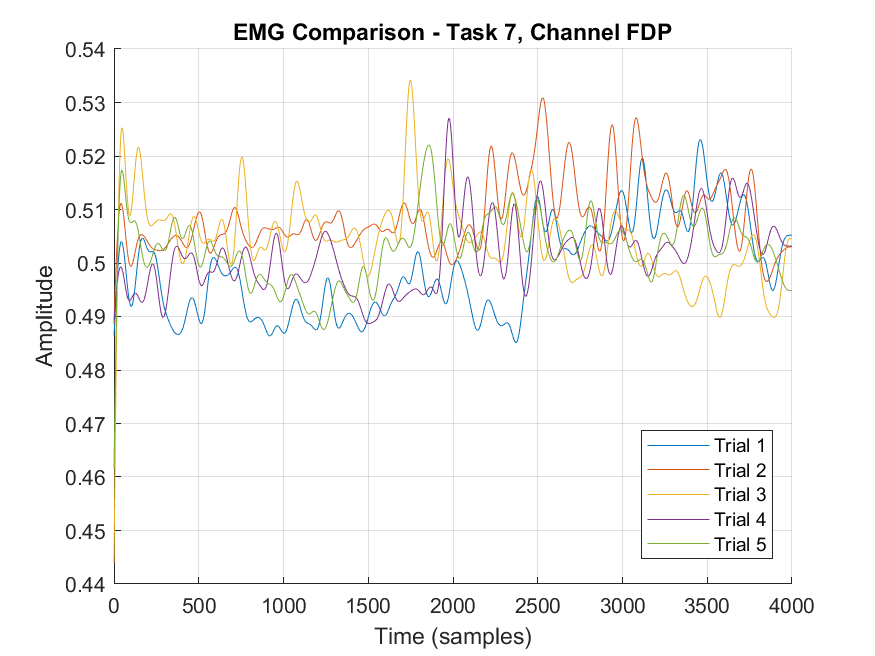 EMG Comparison - Task 7, Channel FDP
0.54
0.53
0.52
0.51
0.5
0.49
0.48
0.47
0.46
0.45
0.44
Amplitude
Trial 1
Trial 2
Trial 3
Trial 4
Trial 5
0 500 1000 1500 2000 2500 3000 3500 4000
Time (samples)